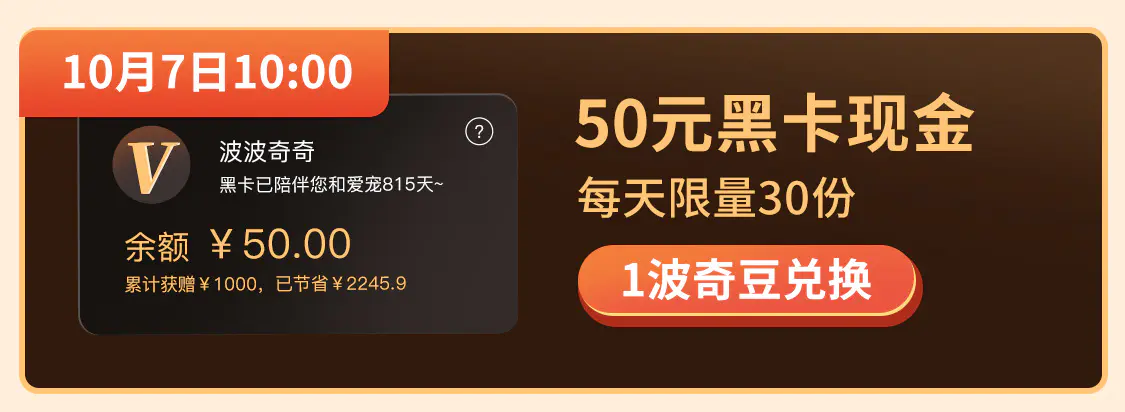 10月7日10:00
V
波波奇奇
?
黑卡已陪伴您和爱宠815天~
余额 ￥50.00
累计获赠￥1000，已节省￥2245.9
50元黑卡现金
每天限量30份
1波奇豆兑换